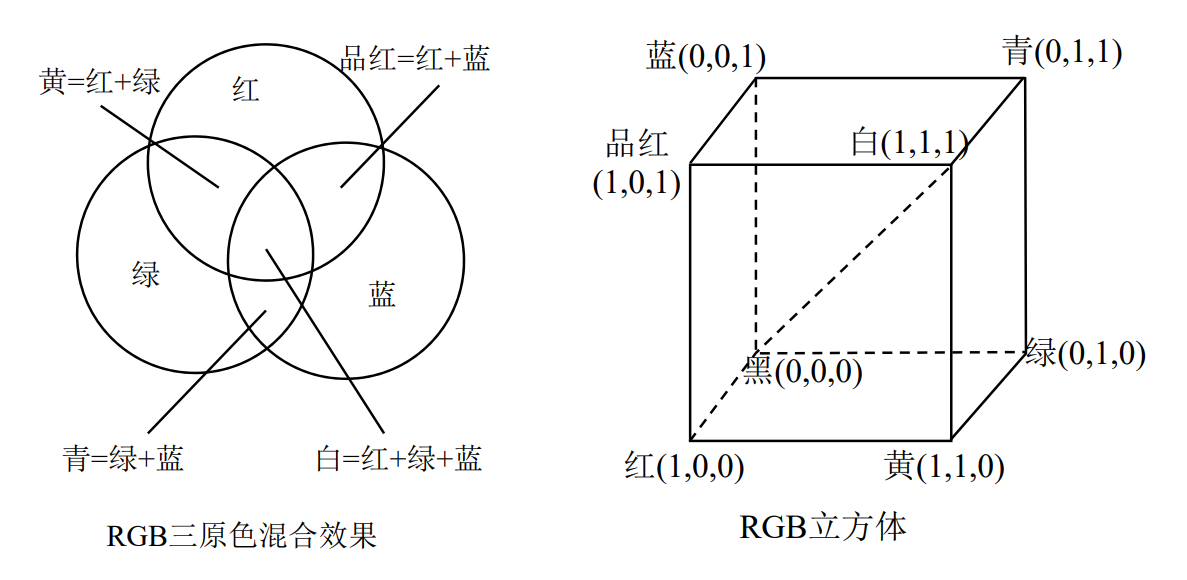 黄=红+绿
品红=红+蓝
红
绿
蓝
青=绿+蓝
白=红+绿+蓝
RGB三原色混合效果
蓝(0,0,1)
青(0,1,1)
品红
(1,0,1)
白(1,1,1)
黑(0,0,0)
绿(0,1,0)
红(1,0,0)
黄(1,1,0)
RGB立方体